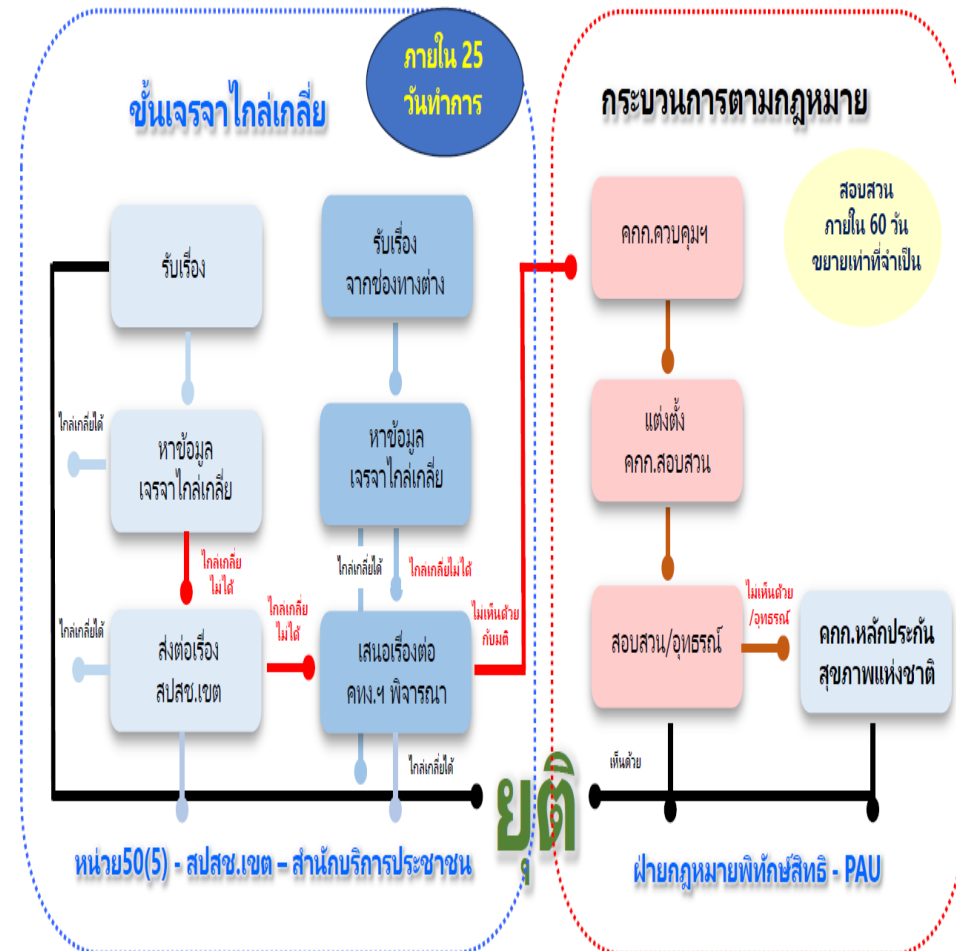 ภายใน 25
วันทำการ
ขั้นเจรจาไกล่เกลี่ย
กระบวนการตามกฎหมาย
สอบสวน
ภายใน 60 วัน
ขยายเท่าที่จำเป็น
รับเรื่อง
รับเรื่อง
จากช่องทางต่าง
คกก.ควบคุมฯ
ไกล่เกลี่ยได้
หาข้อมูล
เจรจาไกล่เกลี่ย
หาข้อมูล
เจรจาไกล่เกลี่ย
แต่งตั้ง
คกก.สอบสวน
ไกล่เกลี่ย
ไม่ได้
ไกล่เกลี่ยได้
ไกล่เกลี่ยไม่ได้
ไกล่เกลี่ยได้
ส่งต่อเรื่อง
สปสช.เขต
ไกล่เกลี่ย
ไม่ได้
เสนอเรื่องต่อ
คทง.ฯ พิจารณา
ไม่เห็นด้วย
กับมติ
สอบสวน/อุทธรณ์
ไม่เห็นด้วย
/อุทธรณ์
คกก.หลักประกัน
สุขภาพแห่งชาติ
ไกล่เกลี่ยได้
เห็นด้วย
ยุติ
หน่วย50(5) - สปสช.เขต – สำนักบริการประชาชน
ฝ่ายกฎหมายพิทักษ์สิทธิ - PAU